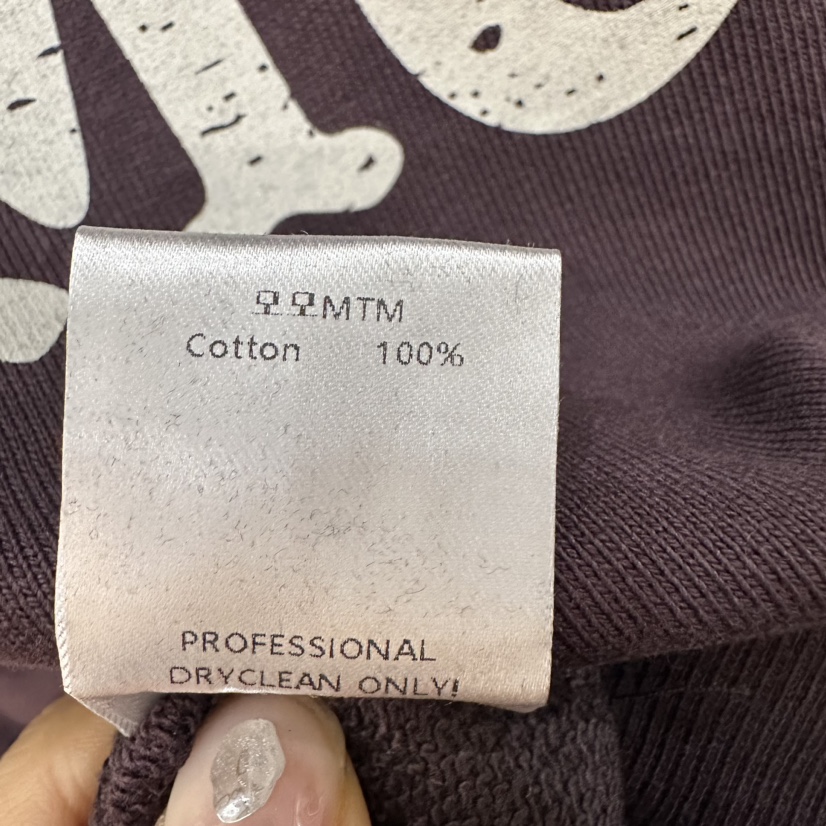 모모MTM
Cotton 100%
PROFESSIONAL
DRYCLEAN ONLY!